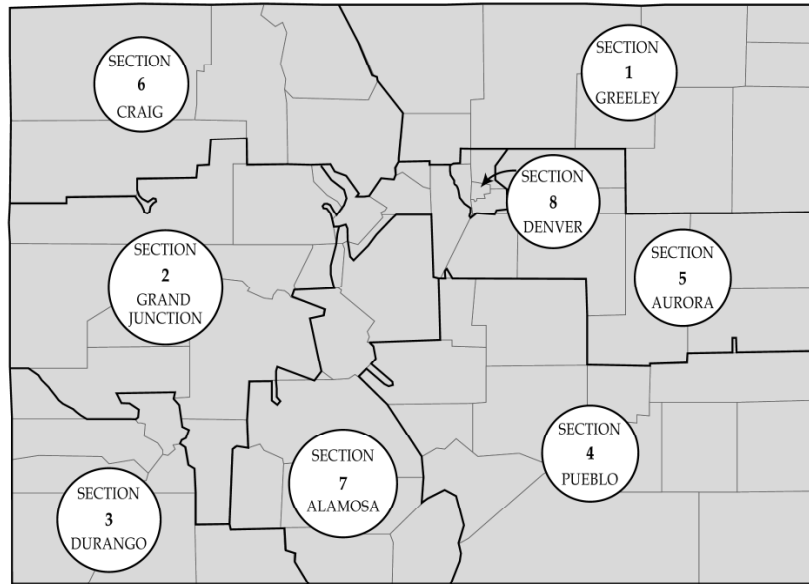 SECTION
6
CRAIG
SECTION
1
GREELEY
SECTION
8
DENVER
SECTION
2
GRAND
JUNCTION
SECTION
5
AURORA
SECTION
4
PUEBLO
SECTION
7
ALAMOSA
SECTION
3
DURANGO